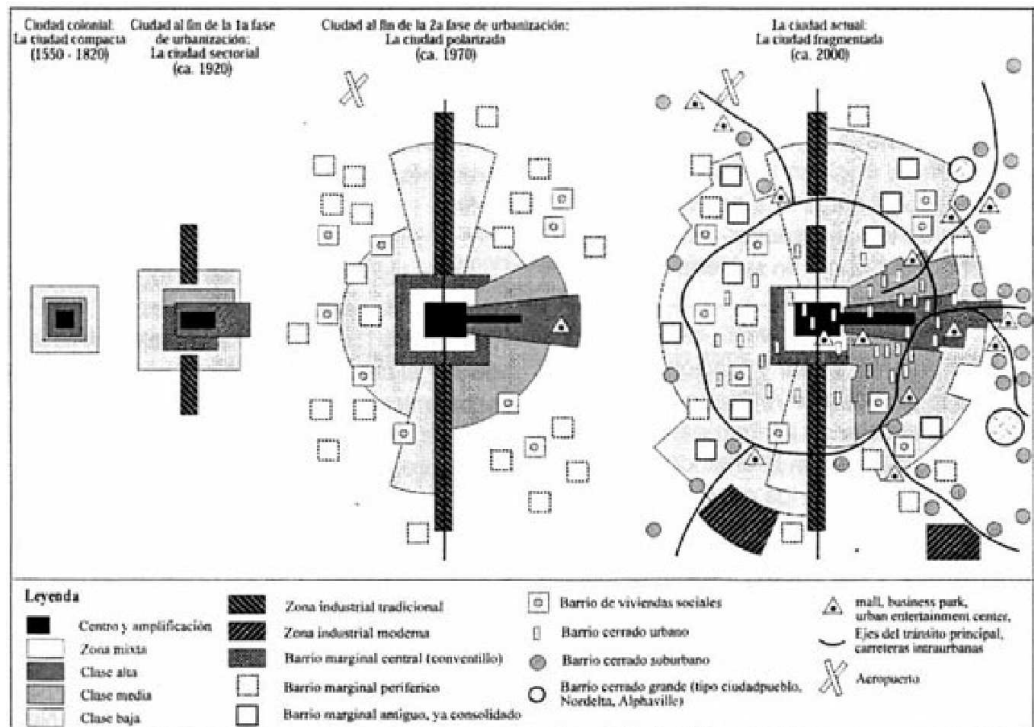 Ciudad colonial:
La ciudad compacta
(1550 - 1820)
Ciudad al fin de la 1a fase
de urbanización:
La ciudad sectorial
(ca. 1920)
Ciudad al fin de la 2a fase de urbanización:
La ciudad polarizada
(ca. 1970)
La ciudad actual:
La ciudad fragmentada
(ca. 2000)
Leyenda
Centro y amplificación
Zona mixta
Clase alta
Clase media
Clase baja
Zona industrial tradicional
Zona industrial moderna
Barrio marginal central (conventillo)
Barrio marginal periferico
Barrio marginal antiguo, ya consolidado
Barrio de viviendas sociales
Barrio cerrado urbano
Barrio cerrado suburbano
Barrio cerrado grande (tipo ciudadpueblo,
Nordelta, Alphaville)
mall, business park,
urban entertainment center,
Ejes del tránsito principal,
carreteras intraurbanas
Aeropuerto